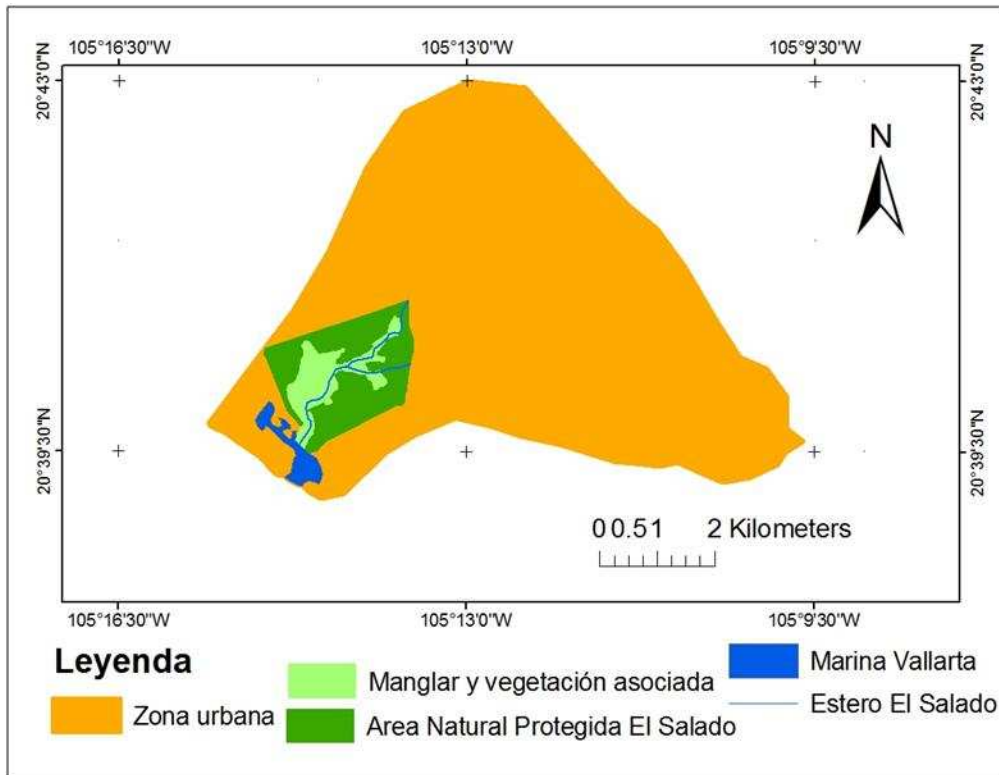 105°16'30"W 105°13'0"W 105°9'30"W
20°43'0"N 20°43'0"N
N
20°39'30"N 20°39'30"N
0 0.51 2 Kilometers
105°16'30"W 105°13'0"W 105°9'30"W
Leyenda
Zona urbana
Manglar y vegetación asociada
Area Natural Protegida El Salado
Marina Vallarta
Estero El Salado